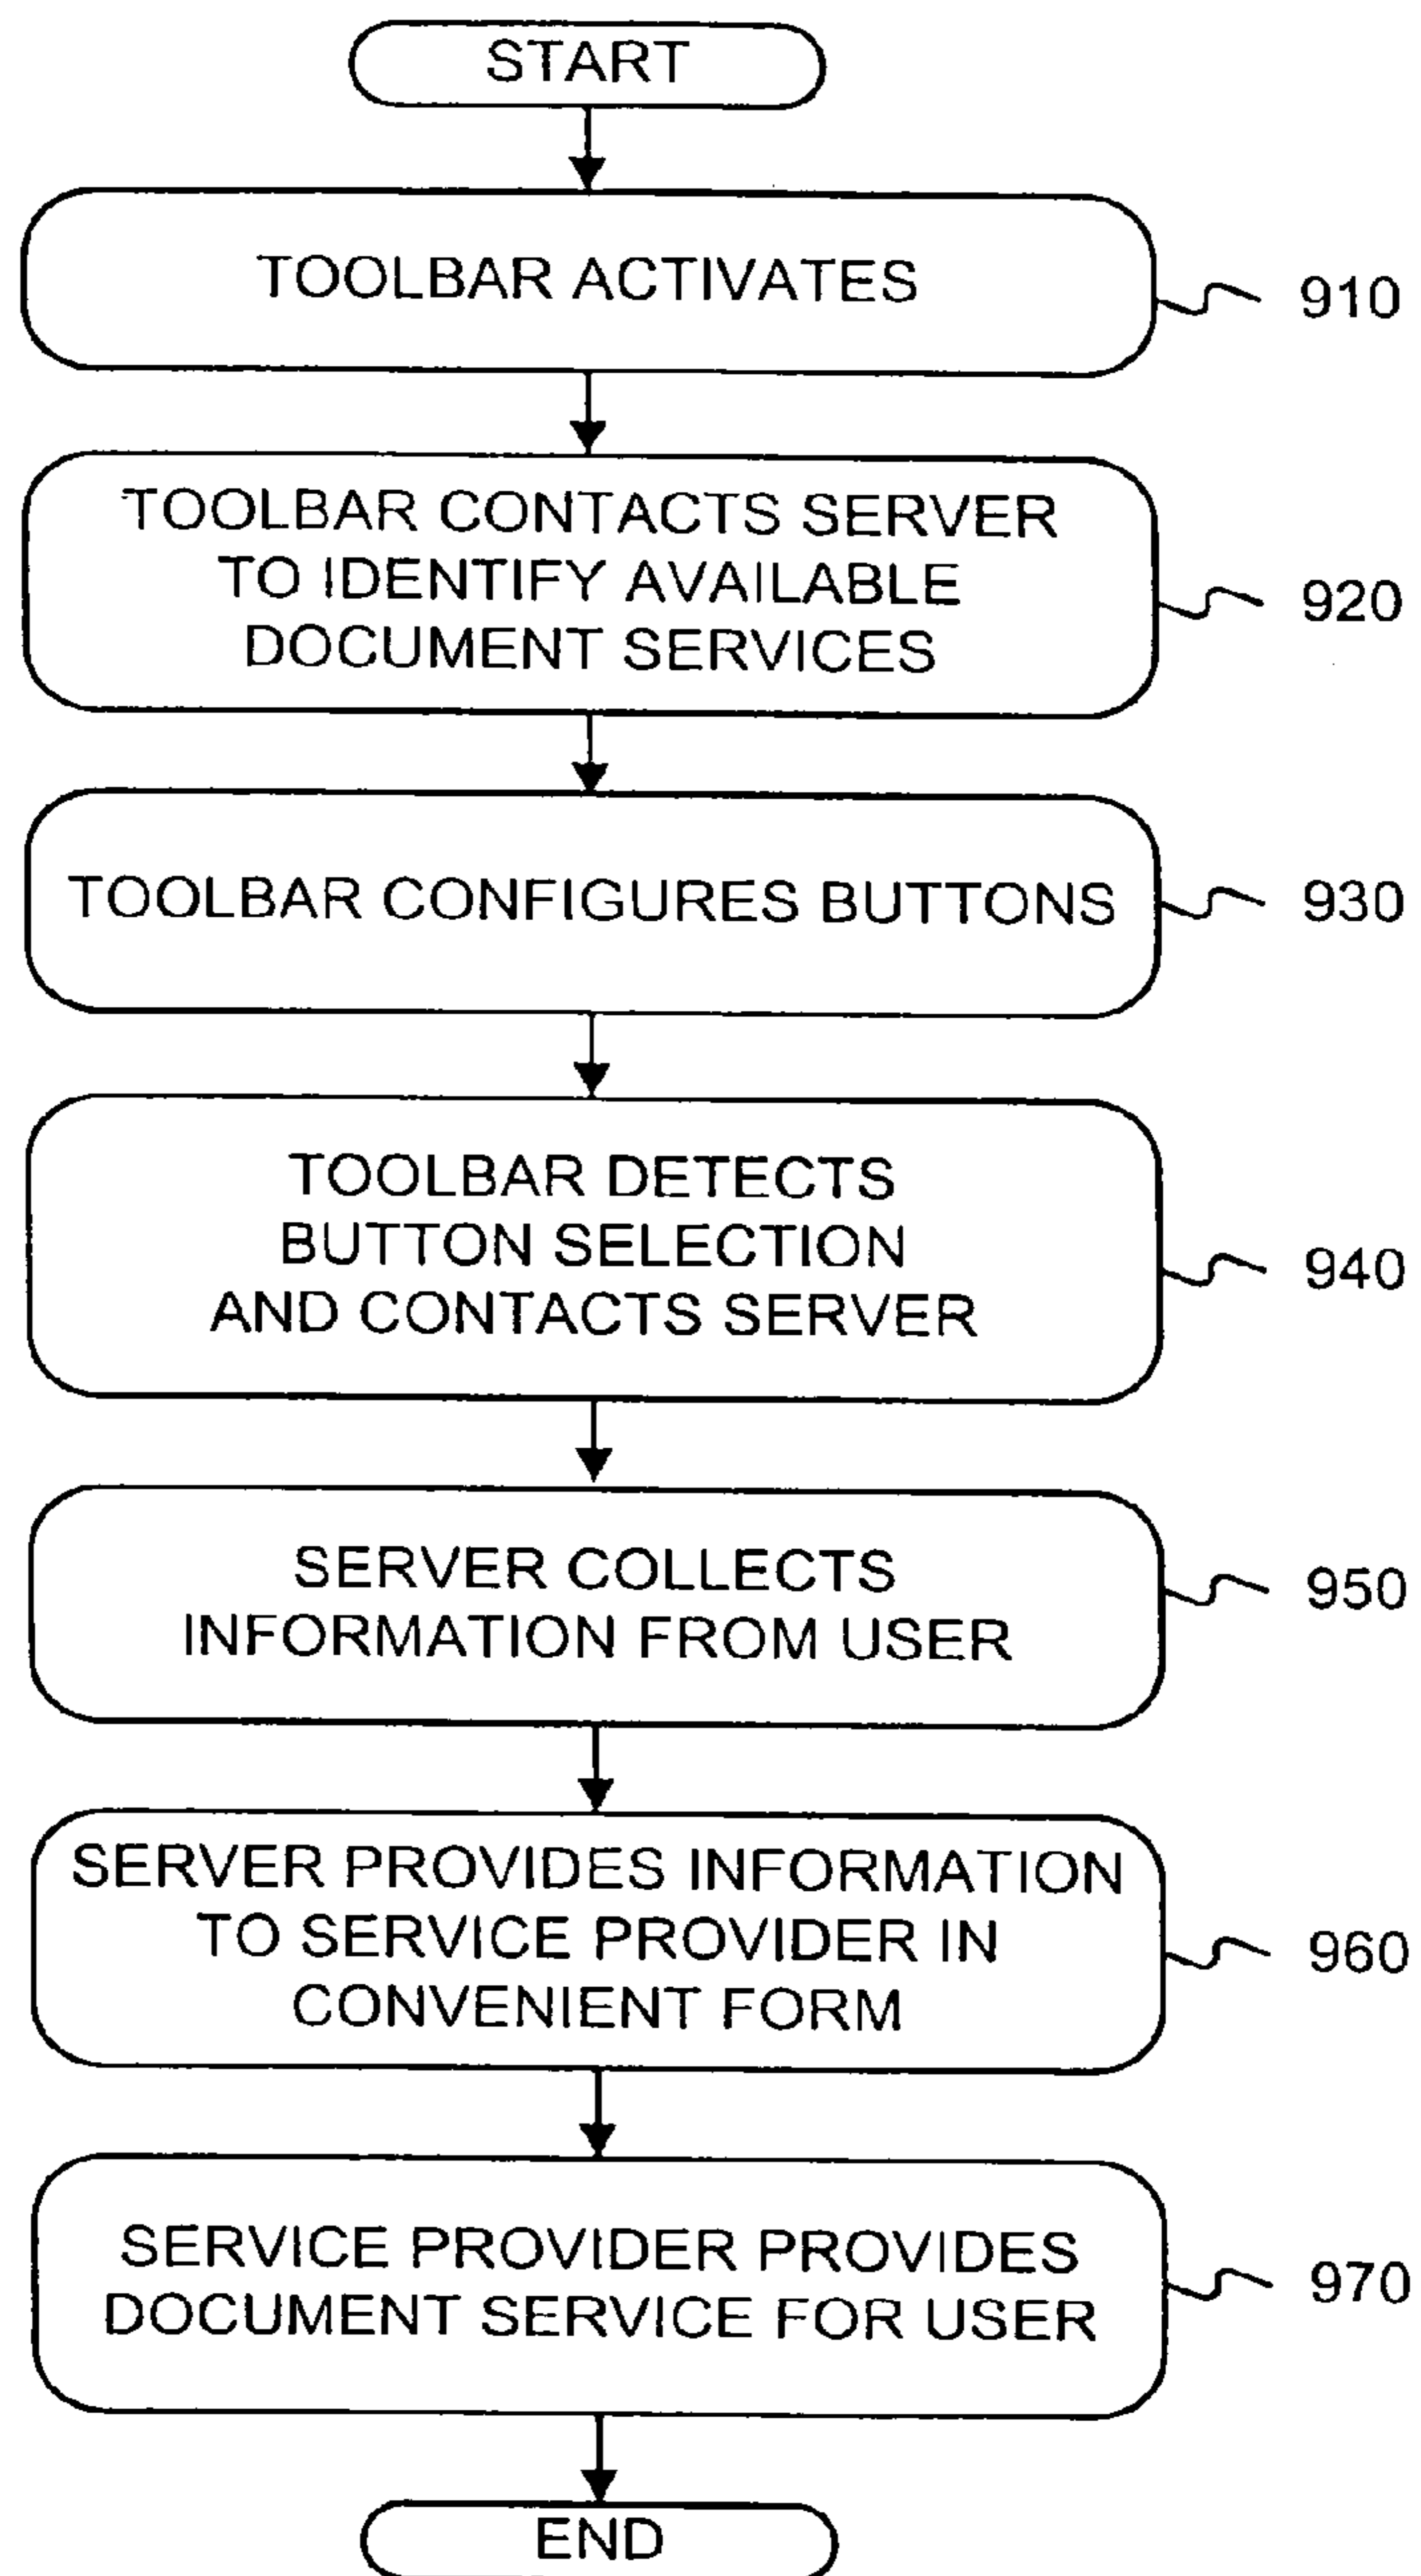 START
TOOLBAR ACTIVATES
910
TOOLBAR CONTACTS SERVER
TO IDENTIFY AVAILABLE
DOCUMENT SERVICES
920
TOOLBAR CONFIGURES BUTTONS
930
TOOLBAR DETECTS
BUTTON SELECTION
AND CONTACTS SERVER
940
SERVER COLLECTS
INFORMATION FROM USER
950
SERVER PROVIDES INFORMATION
TO SERVICE PROVIDER IN
CONVENIENT FORM
960
SERVICE PROVIDER PROVIDES
DOCUMENT SERVICE FOR USER
970
END